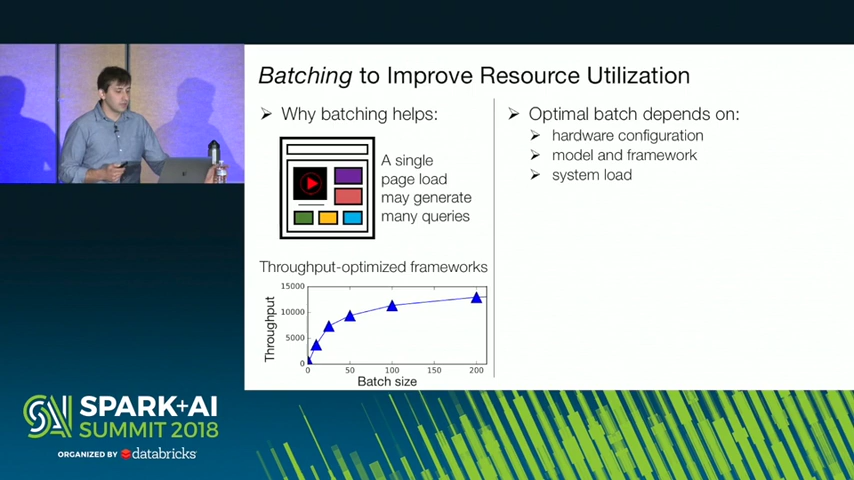 Batching to Improve Resource Utilization
➢ Why batching helps:
A single
page load
may generate
many queries
Throughput-optimized frameworks
Throughput
15000
10000
5000
0
0 50 100 150 200
Batch size
➢ Optimal batch depends on:
➢ hardware configuration
➢ model and framework
➢ system load
SPARK+AI
SUMMIT 2018
ORGANIZED BY databricks